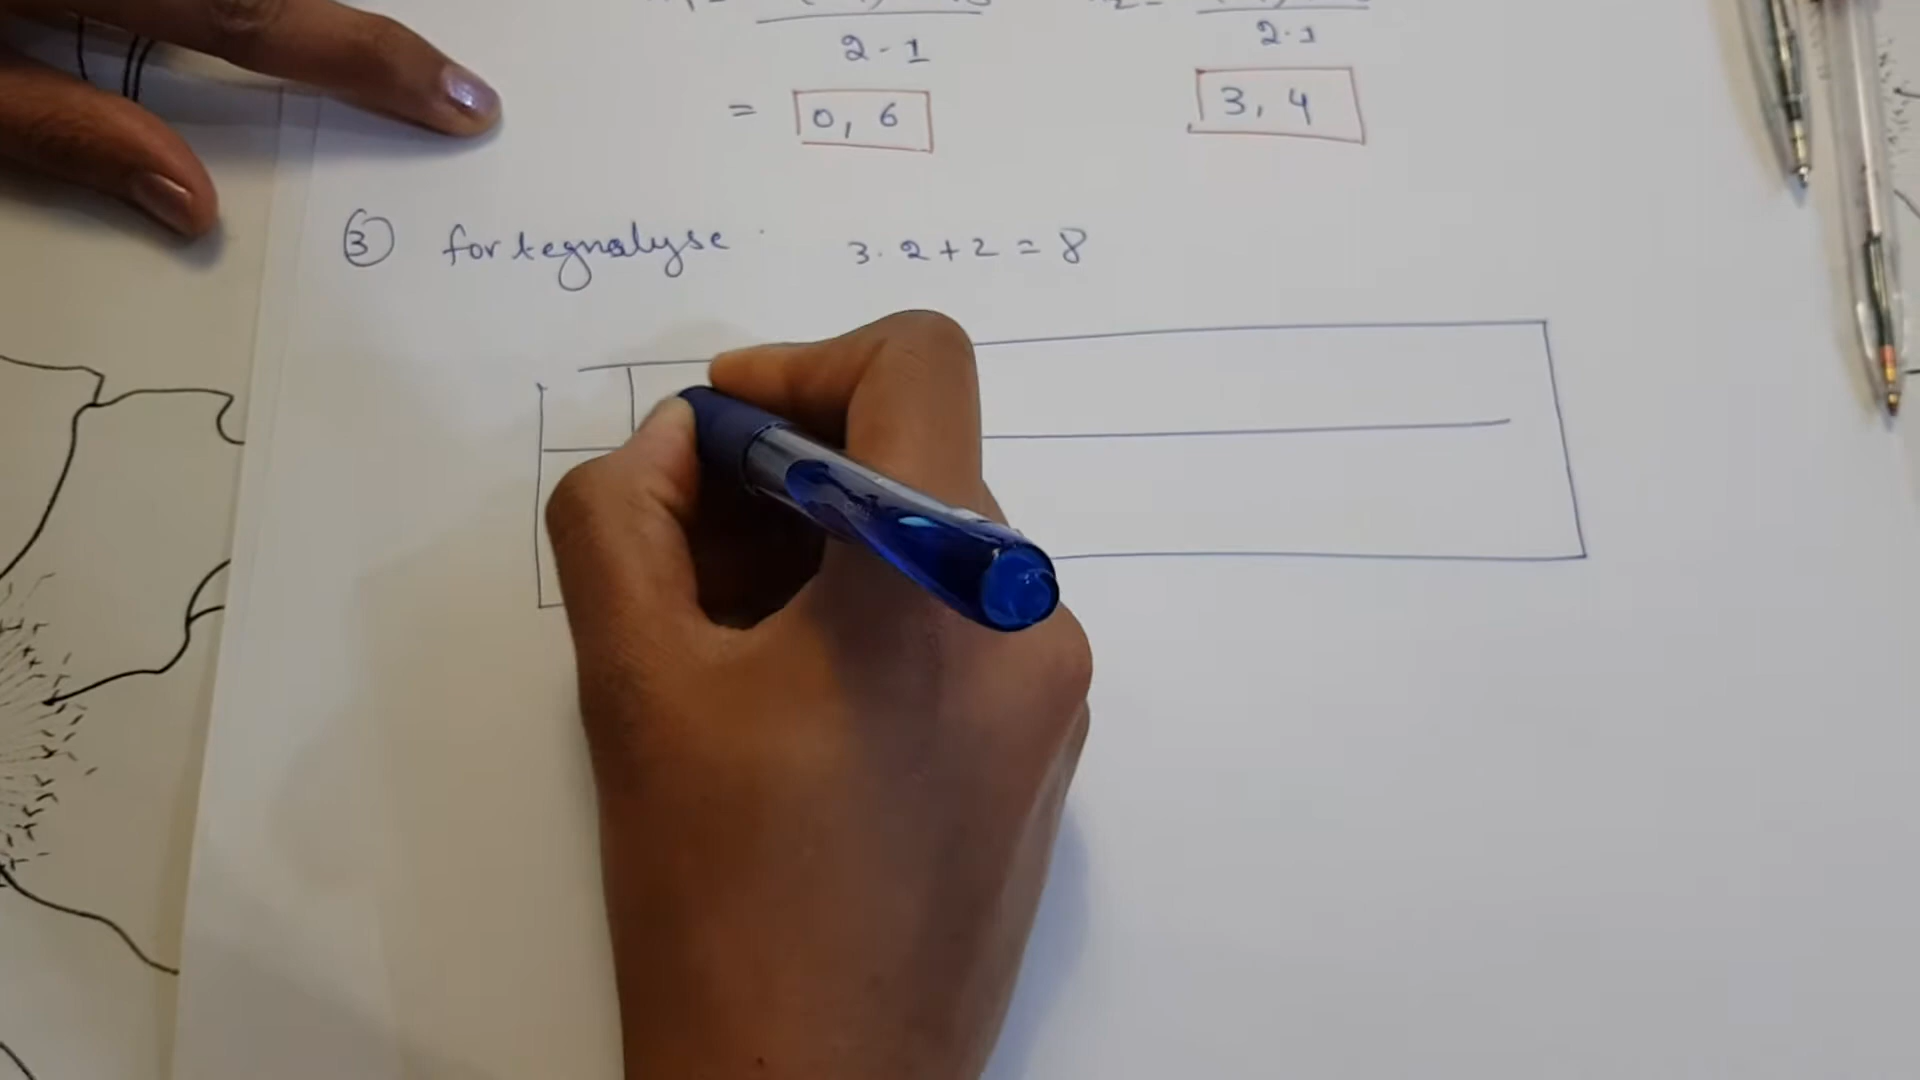 2 · 1 2 · 1
= 0, 6 3, 4
③ fortegnalyse 3 · 2 + 2 = 8